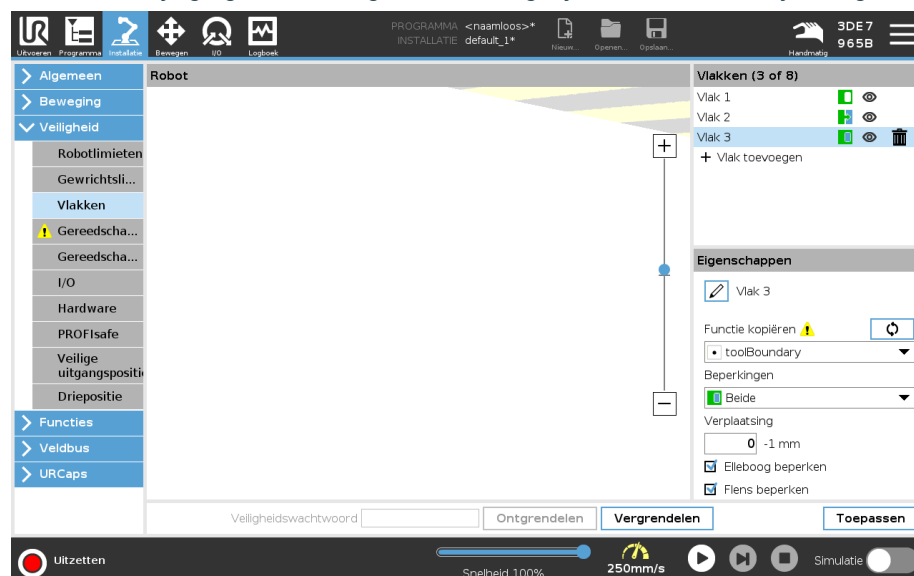 PROGRAMMA <naamloos>*
INSTALLATIE default_1*
Uitvoeren Programma Installatie Bewegen I/O Logboek
Nieuw... Openen... Opslaan...
Handmatig
3DE7
965B
Algemeen
Beweging
Veiligheid
Robotlimieten
Gewrichtsli...
Vlakken
Gereedscha...
Gereedscha...
I/O
Hardware
PROFIsafe
Veilige
uitgangspositi
Driepositie
Functies
Veldbus
URCaps
Robot
Vlakken (3 of 8)
Vlak 1
Vlak 2
Vlak 3
+ Vlak toevoegen
Eigenschappen
Vlak 3
Functie kopiëren
toolBoundary
Beperkingen
Beide
Verplaatsing
0 -1 mm
Elleboog beperken
Flens beperken
Veiligheidswachtwoord Ontgrendelen Vergrendelen Toepassen
Uitzetten
Snelheid 100%
250mm/s
Simulatie